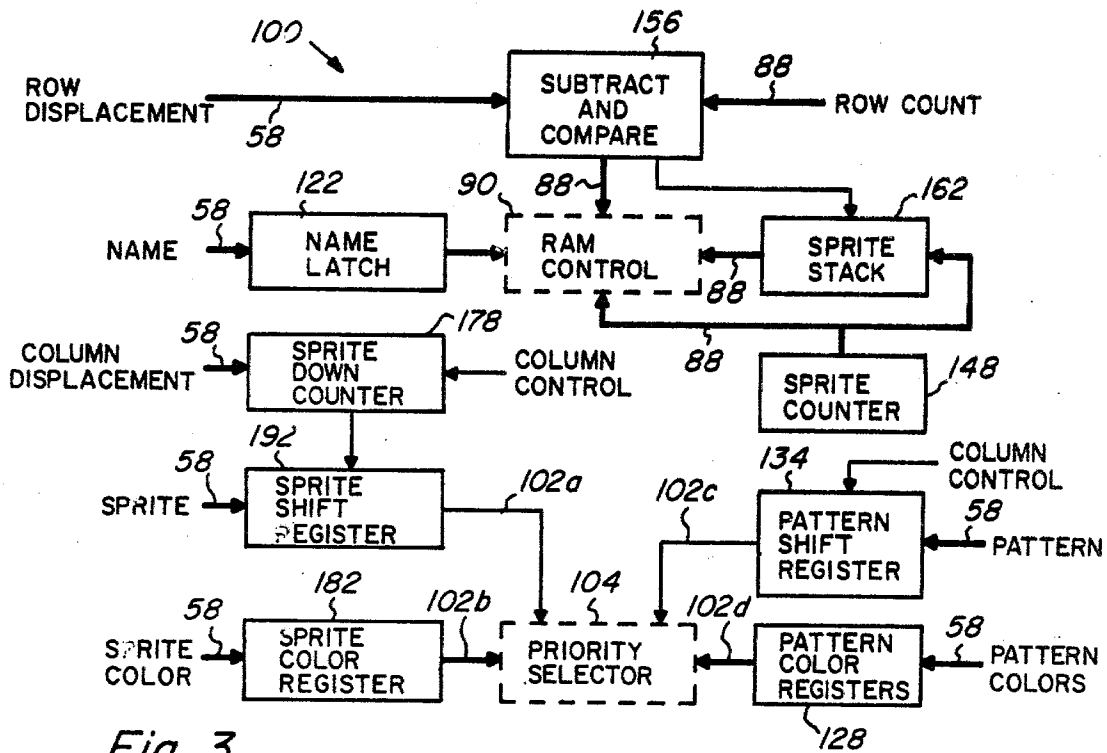 100
156
ROW
DISPLACEMENT
58
SUBTRACT
AND
COMPARE
88
ROW COUNT
88
90
122
162
58
NAME
NAME
LATCH
RAM
CONTROL
88
SPRITE
STACK
178
88
58
COLUMN
DISPLACEMENT
SPRITE
DOWN
COUNTER
COLUMN
CONTROL
SPRITE
COUNTER
148
192
58
SPRITE
SPRITE
SHIFT
REGISTER
102a
102c
134
COLUMN
CONTROL
PATTERN
SHIFT
REGISTER
58
PATTERN
182
58
SPRITE
COLOR
SPRITE
COLOR
REGISTER
102b
104
PRIORITY
SELECTOR
102d
PATTERN
COLOR
REGISTERS
58
PATTERN
COLORS
128
Fig. 3